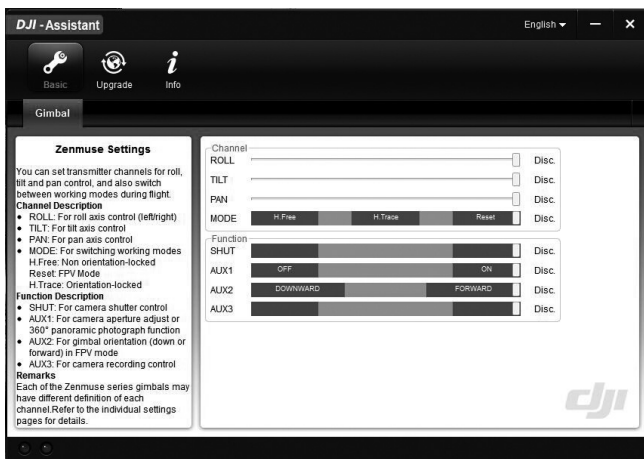 DJI - Assistant
English
Basic
Upgrade
Info
Gimbal
Zenmuse Settings
You can set transmitter channels for roll,
tilt and pan control, and also switch
between working modes during flight.
Channel Description
● ROLL: For roll axis control (left/right)
● TILT: For tilt axis control
● PAN: For pan axis control
● MODE: For switching working modes
H.Free: Non orientation-locked
Reset: FPV Mode
H.Trace: Orientation-locked
Function Description
● SHUT: For camera shutter control
● AUX1: For camera aperture adjust or
360° panoramic photograph function
● AUX2: For gimbal orientation (down or
forward) in FPV mode
● AUX3: For camera recording control
Remarks
Each of the Zenmuse series gimbals may
have different definition of each
channel.Refer to the individual settings
pages for details.
Channel
ROLL Disc.
TILT Disc.
PAN Disc.
MODE H.Free H.Trace Reset Disc.
Function
SHUT Disc.
AUX1 OFF ON Disc.
AUX2 DOWNWARD FORWARD Disc.
AUX3 Disc.
dji